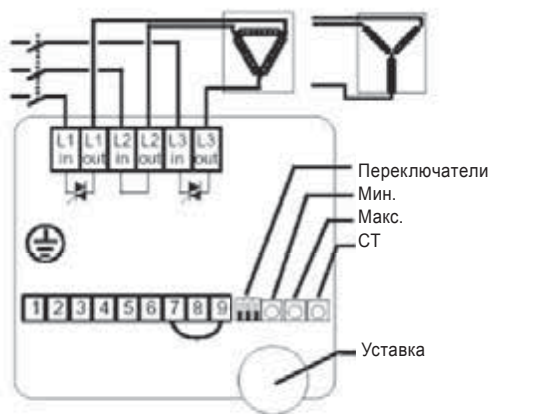 L1 L1 L2 L2 L3 L3
in out in out in out
Переключатели
Мин.
Макс.
СТ
1 2 3 4 5 6 7 8 9
Уставка